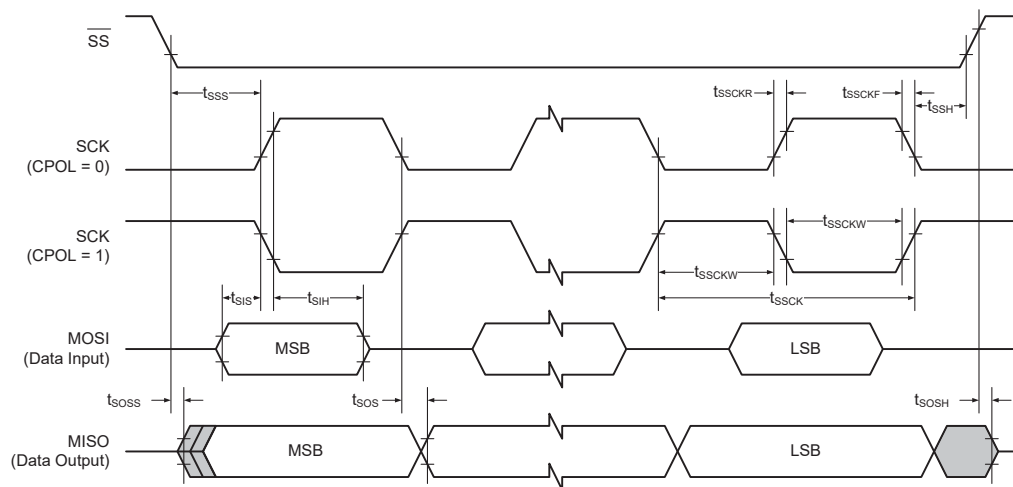 SS
tSSS
tSSCKR
tSSCKF
tSSH
SCK
(CPOL = 0)
SCK
(CPOL = 1)
tSSCKW
tSSCKW
tSIS
tSIH
tSSCK
MOSI
(Data Input)
MSB
LSB
tSOSS
tSOS
tSOSH
MISO
(Data Output)
MSB
LSB